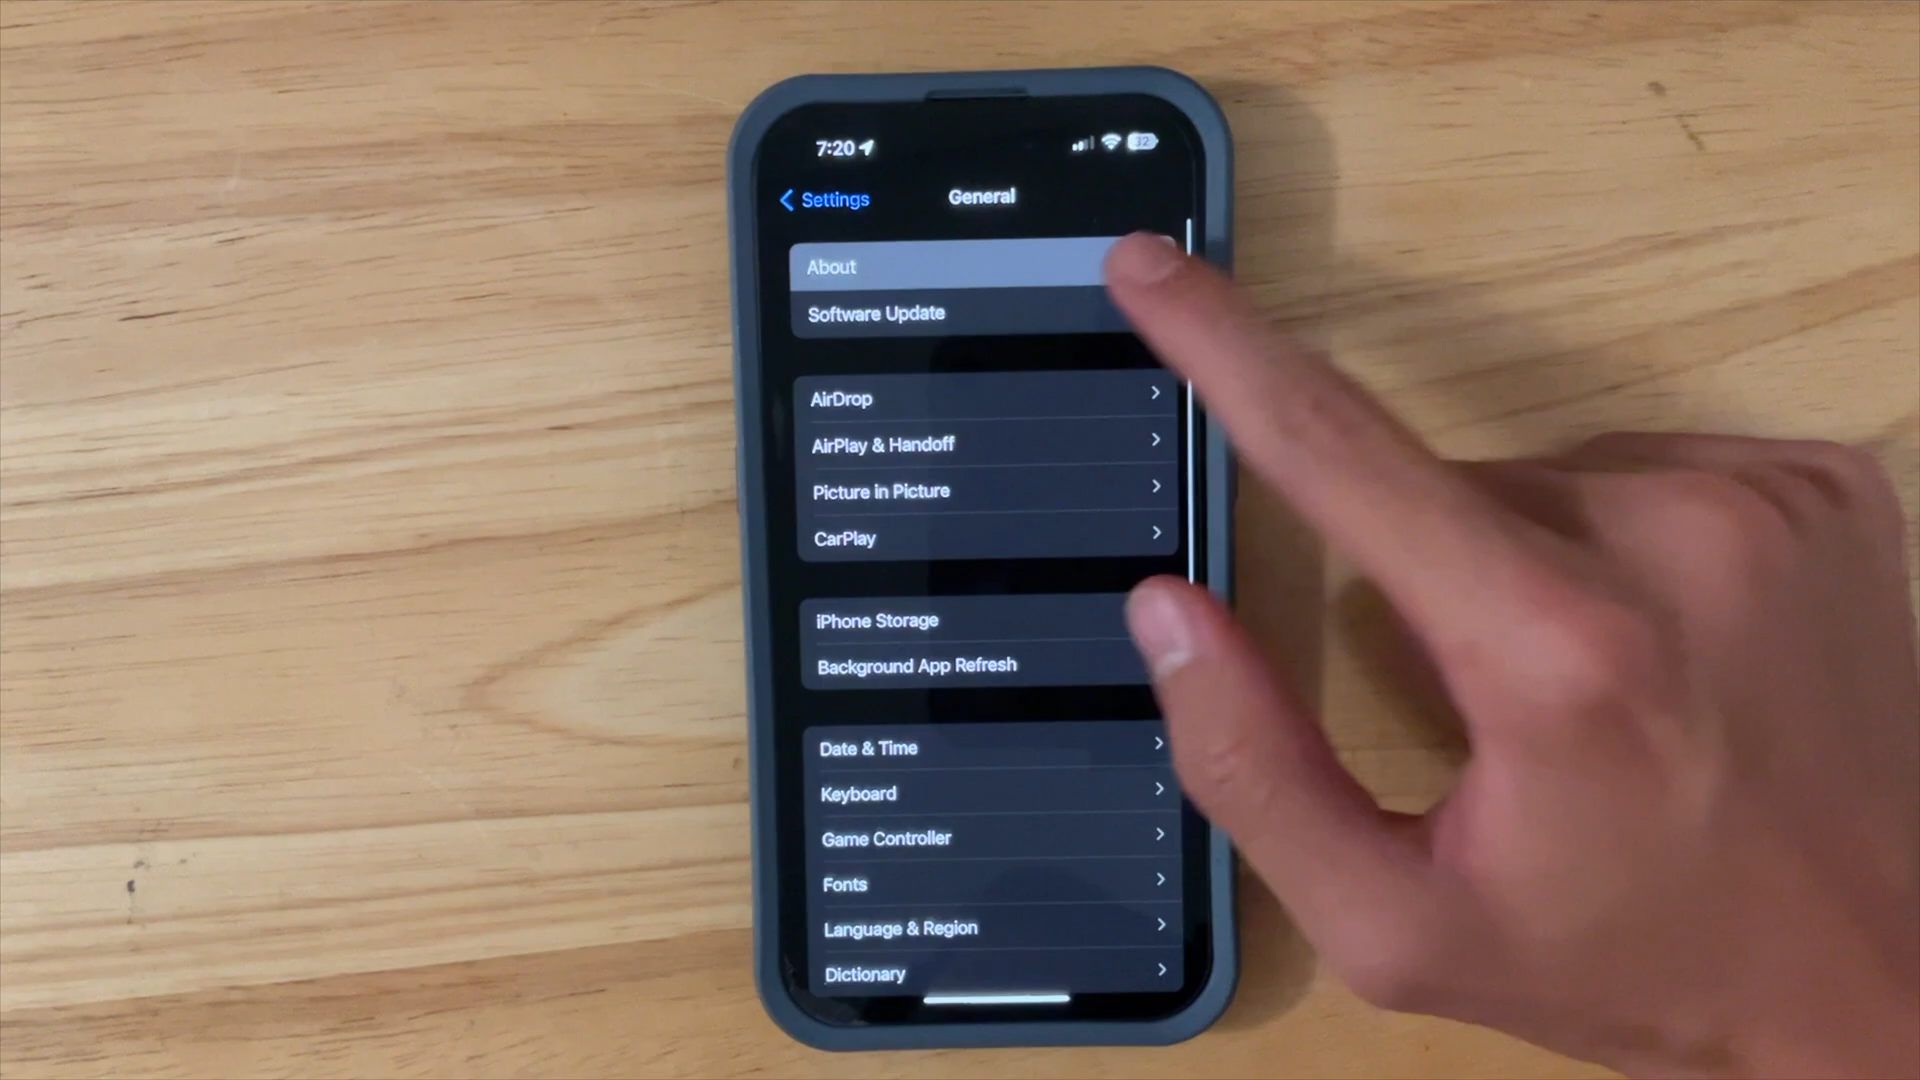 7:20
32
Settings
General
About
Software Update
AirDrop
AirPlay & Handoff
Picture in Picture
CarPlay
iPhone Storage
Background App Refresh
Date & Time
Keyboard
Game Controller
Fonts
Language & Region
Dictionary